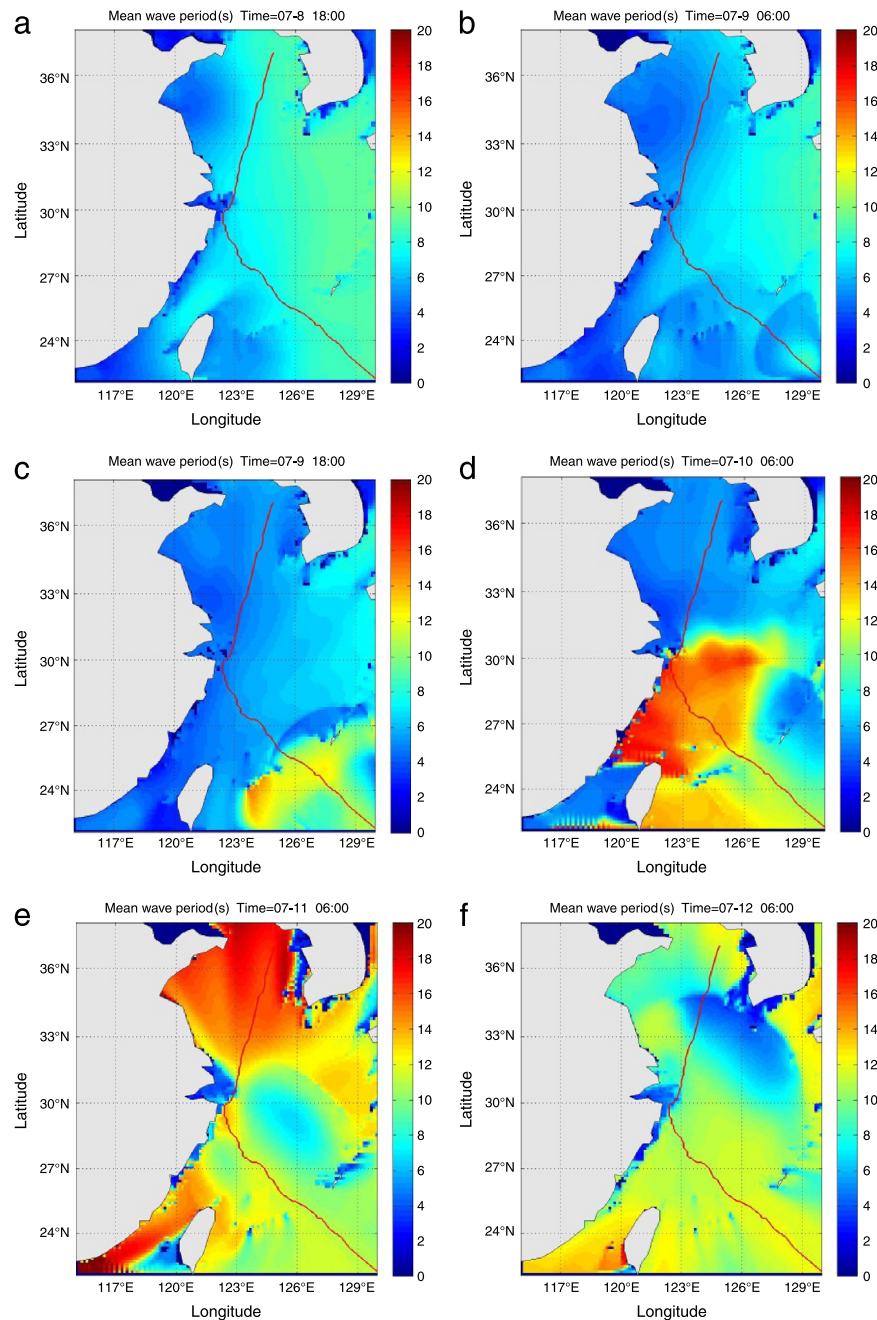 a
Mean wave period(s) Time=07-8 18:00
36°N
33°N
30°N
27°N
24°N
Latitude
117°E 120°E 123°E 126°E 129°E
Longitude
20
18
16
14
12
10
8
6
4
2
0
b
Mean wave period(s) Time=07-9 06:00
36°N
33°N
30°N
27°N
24°N
Latitude
117°E 120°E 123°E 126°E 129°E
Longitude
20
18
16
14
12
10
8
6
4
2
0
c
Mean wave period(s) Time=07-9 18:00
36°N
33°N
30°N
27°N
24°N
Latitude
117°E 120°E 123°E 126°E 129°E
Longitude
20
18
16
14
12
10
8
6
4
2
0
d
Mean wave period(s) Time=07-10 06:00
36°N
33°N
30°N
27°N
24°N
Latitude
117°E 120°E 123°E 126°E 129°E
Longitude
20
18
16
14
12
10
8
6
4
2
0
e
Mean wave period(s) Time=07-11 06:00
36°N
33°N
30°N
27°N
24°N
Latitude
117°E 120°E 123°E 126°E 129°E
Longitude
20
18
16
14
12
10
8
6
4
2
0
f
Mean wave period(s) Time=07-12 06:00
36°N
33°N
30°N
27°N
24°N
Latitude
117°E 120°E 123°E 126°E 129°E
Longitude
20
18
16
14
12
10
8
6
4
2
0